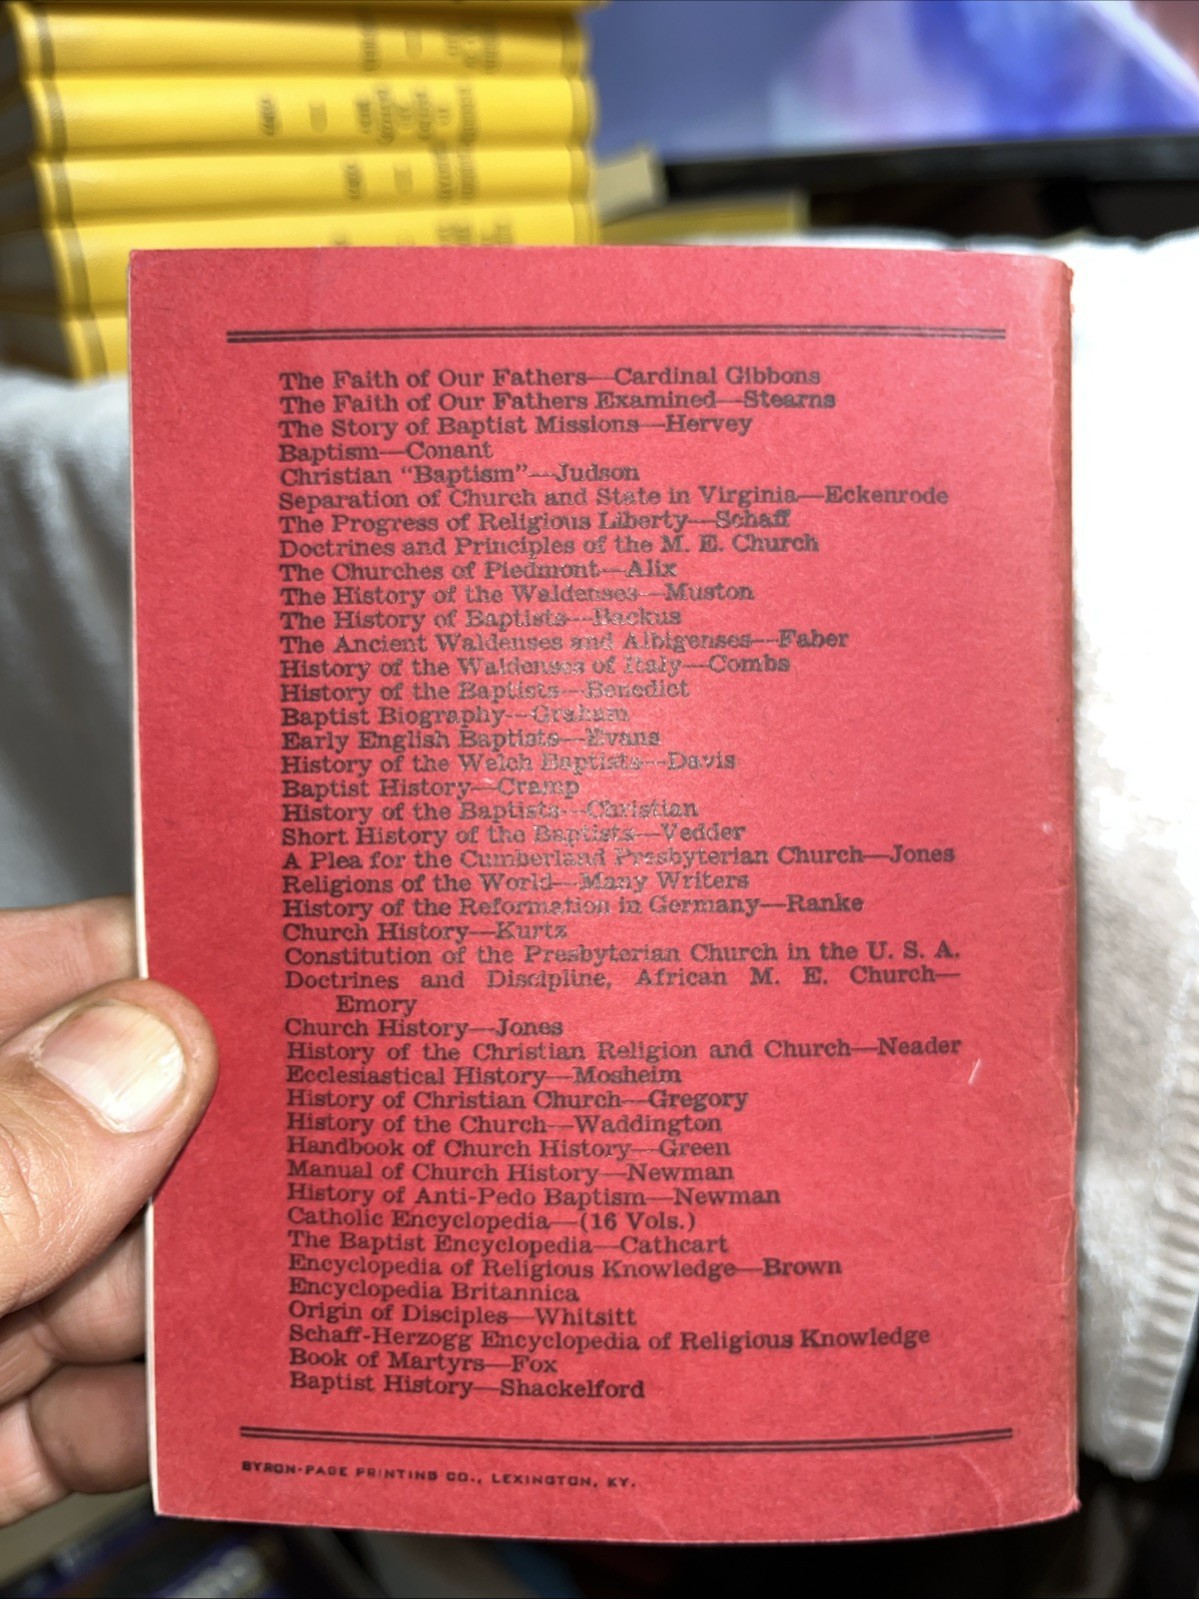 The Faith of Our Fathers—Cardinal Gibbons
The Faith of Our Fathers Examined—Stearns
The Story of Baptist Missions—Hervey
Baptism—Conant
Christian "Baptism"—Judson
Separation of Church and State in Virginia—Eckenrode
The Progress of Religious Liberty—Schaff
Doctrines and Principles of the M. E. Church
The Churches of Piedmont—Alix
The History of the Waldenses—Muston
The History of Baptists—Backus
The Ancient Waldenses and Albigenses—Faber
History of the Waldenses of Italy—Combs
History of the Baptists—Benedict
Baptist Biography—Graham
Early English Baptists—Evans
History of the Welch Baptists—Davis
Baptist History—Cramp
History of the Baptists—Christian
Short History of the Baptists—Vedder
A Plea for the Cumberland Presbyterian Church—Jones
Religions of the World—Many Writers
History of the Reformation in Germany—Ranke
Church History—Kurtz
Constitution of the Presbyterian Church in the U. S. A.
Doctrines and Discipline, African M. E. Church—
Emory
Church History—Jones
History of the Christian Religion and Church—Neader
Ecclesiastical History—Mosheim
History of Christian Church—Gregory
History of the Church—Waddington
Handbook of Church History—Green
Manual of Church History—Newman
History of Anti-Pedo Baptism—Newman
Catholic Encyclopedia—(16 Vols.)
The Baptist Encyclopedia—Cathcart
Encyclopedia of Religious Knowledge—Brown
Encyclopedia Britannica
Origin of Disciples—Whitsitt
Schaff-Herzogg Encyclopedia of Religious Knowledge
Book of Martyrs—Fox
Baptist History—Shackelford
BYRON-PAGE PRINTING CO., LEXINGTON, KY.